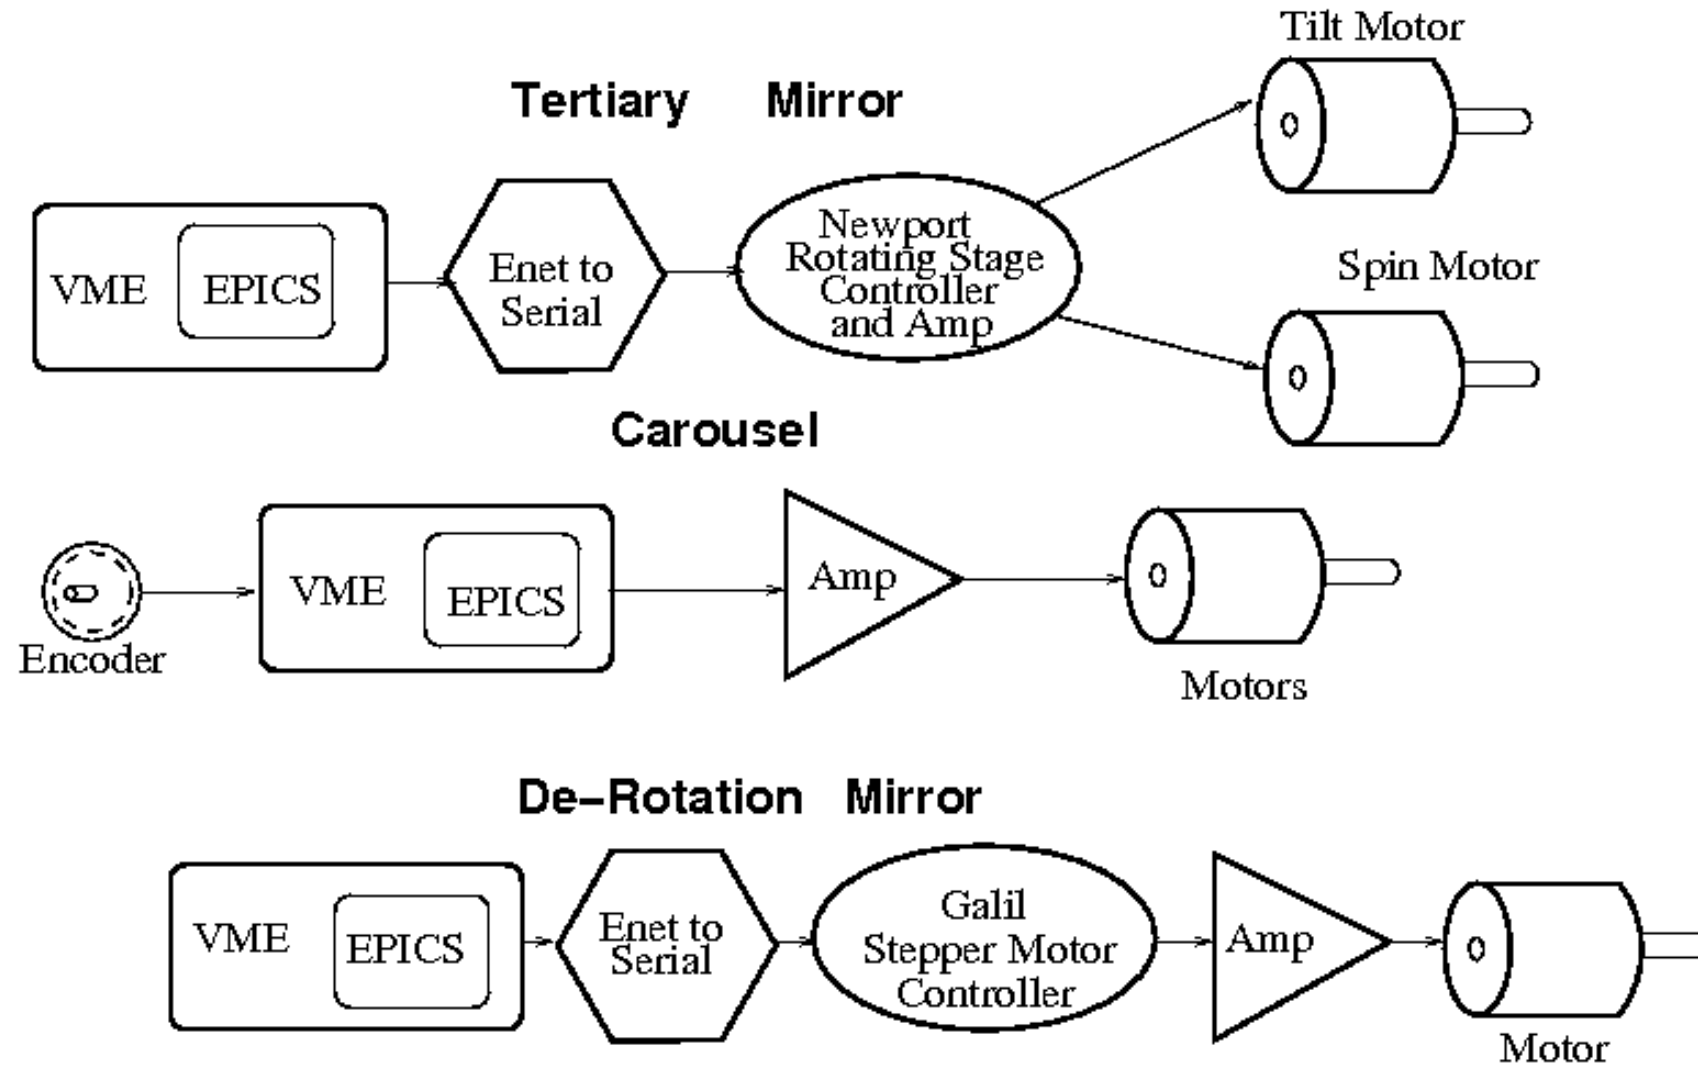 Tilt Motor
Tertiary Mirror
Newport
Rotating Stage
Controller
and Amp
VME EPICS
Enet to
Serial
Spin Motor
Carousel
VME EPICS
Amp
Encoder
Motors
De-Rotation Mirror
VME EPICS
Enet to
Serial
Galil
Stepper Motor
Controller
Amp
Motor